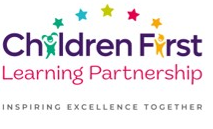 Children First
Learning Partnership
INSPIRING EXCELLENCE TOGETHER